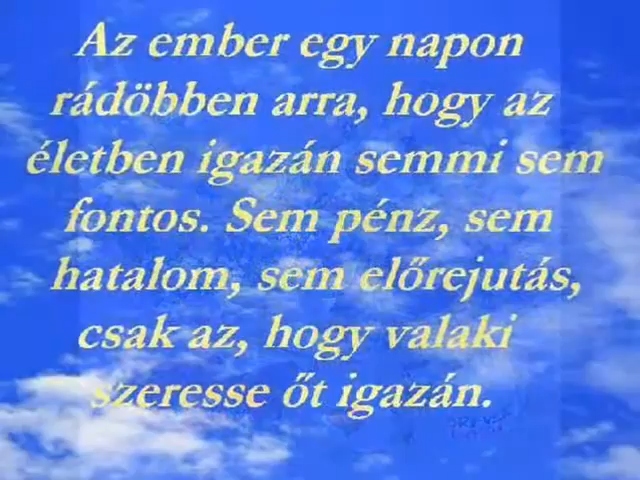 Az ember egy napon
rádöbben arra, hogy az
életben igazán semmi sem
fontos. Sem pénz, sem
hatalom, sem előrejutás,
csak az, hogy valaki
szeresse őt igazán.